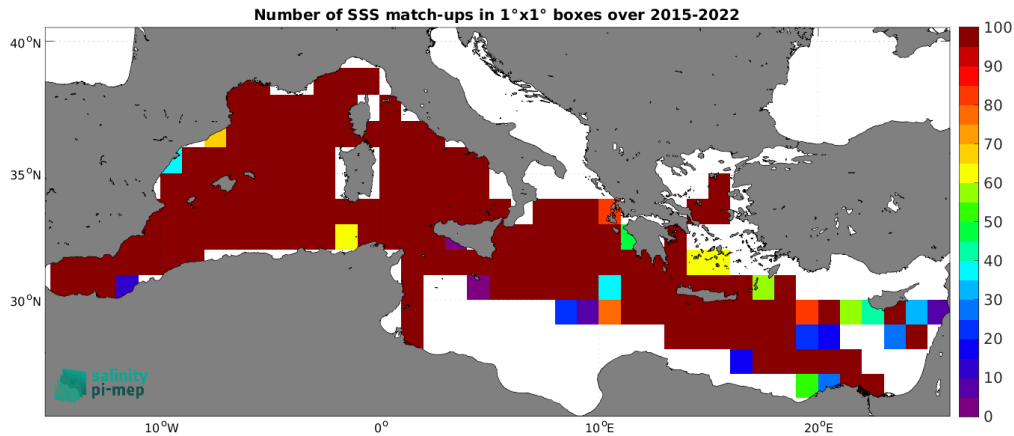 Number of SSS match-ups in 1°x1° boxes over 2015-2022
40°N
35°N
30°N
10°W
0°
10°E
20°E
100
90
80
70
60
50
40
30
20
10
0
salinity
pi-mep